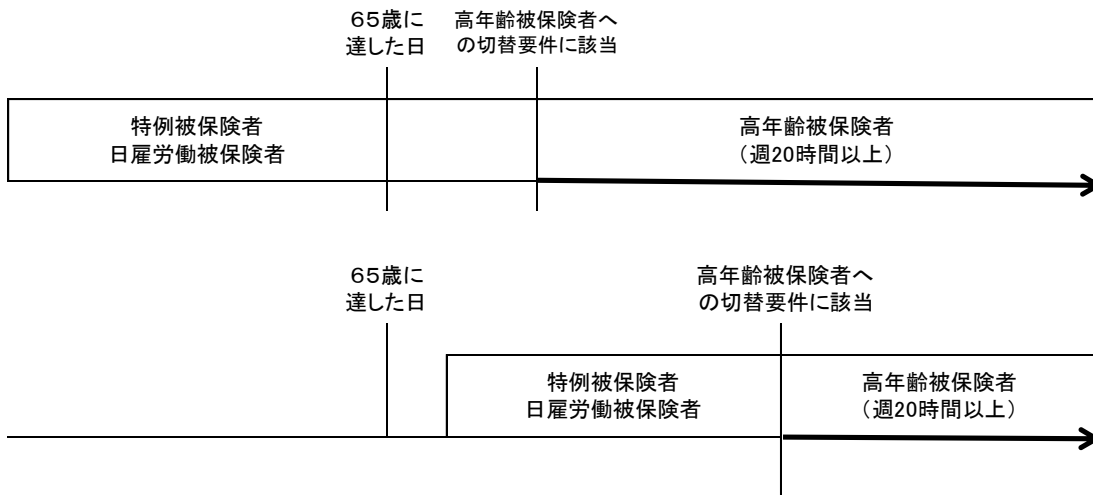 65歳に
達した日
高年齢被保険者へ
の切替要件に該当
特例被保険者
日雇労働被保険者
高年齢被保険者
（週20時間以上）
65歳に
達した日
高年齢被保険者へ
の切替要件に該当
特例被保険者
日雇労働被保険者
高年齢被保険者
（週20時間以上）